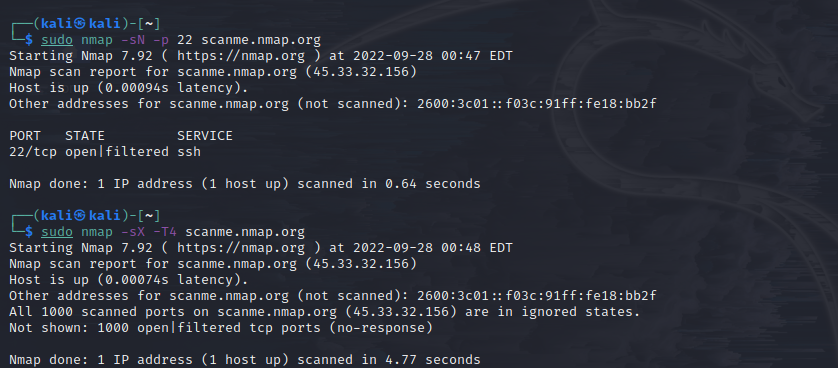 ┌──(kali㉿kali)-[~]
└─$ sudo nmap -sN -p 22 scanme.nmap.org
Starting Nmap 7.92 ( https://nmap.org ) at 2022-09-28 00:47 EDT
Nmap scan report for scanme.nmap.org (45.33.32.156)
Host is up (0.00094s latency).
Other addresses for scanme.nmap.org (not scanned): 2600:3c01::f03c:91ff:fe18:bb2f
PORT   STATE         SERVICE
22/tcp open|filtered ssh
Nmap done: 1 IP address (1 host up) scanned in 0.64 seconds
┌──(kali㉿kali)-[~]
└─$ sudo nmap -sX -T4 scanme.nmap.org
Starting Nmap 7.92 ( https://nmap.org ) at 2022-09-28 00:48 EDT
Nmap scan report for scanme.nmap.org (45.33.32.156)
Host is up (0.00074s latency).
Other addresses for scanme.nmap.org (not scanned): 2600:3c01::f03c:91ff:fe18:bb2f
All 1000 scanned ports on scanme.nmap.org (45.33.32.156) are in ignored states.
Not shown: 1000 open|filtered tcp ports (no-response)
Nmap done: 1 IP address (1 host up) scanned in 4.77 seconds